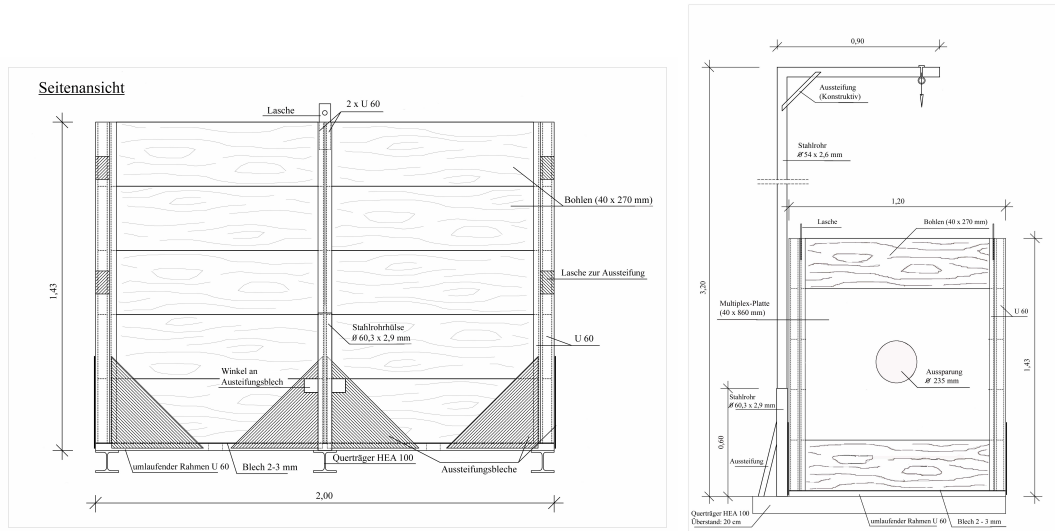 Seitenansicht
Lasche
2 x U 60
Bohlen (40 x 270 mm)
Lasche zur Aussteifung
1,43
Stahlrohrhülse
Ø 60,3 x 2,9 mm
U 60
Winkel an
Austeifungsblech
umlaufender Rahmen U 60
Blech 2-3 mm
Querträger HEA 100
Aussteifungsbleche
2,00
0,90
Aussteifung
(Konstruktiv)
Stahlrohr
Ø 54 x 2,6 mm
1,20
Lasche
Bohlen (40 x 270 mm)
3,20
Multiplex-Platte
(40 x 860 mm)
U 60
1,43
Aussparung
Ø 235 mm
Stahlrohr
Ø 60,3 x 2,9 mm
0,60
Aussteifung
Querträger HEA 100
Überstand: 20 cm
umlaufender Rahmen U 60
Blech 2 - 3 mm